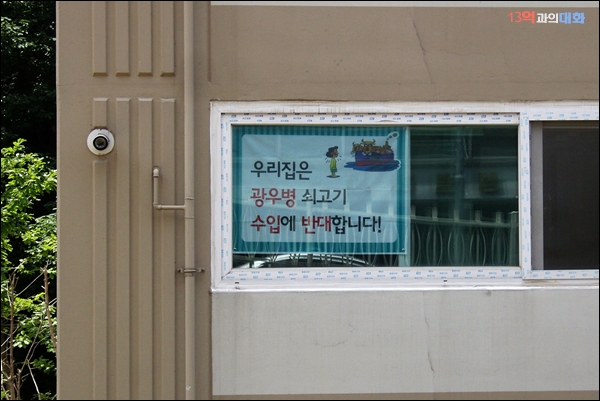 13억과의대화
우리집은
광우병 쇠고기
수입에 반대합니다!